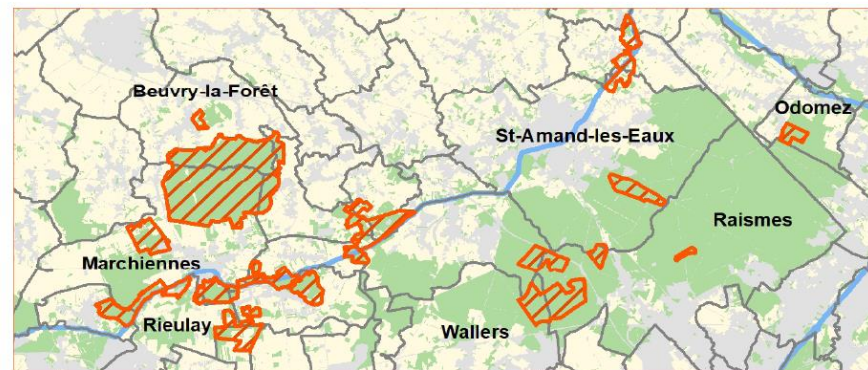 Beuvry-la-Forêt
Odomez
St-Amand-les-Eaux
Raismes
Marchiennes
Rieulay
Wallers